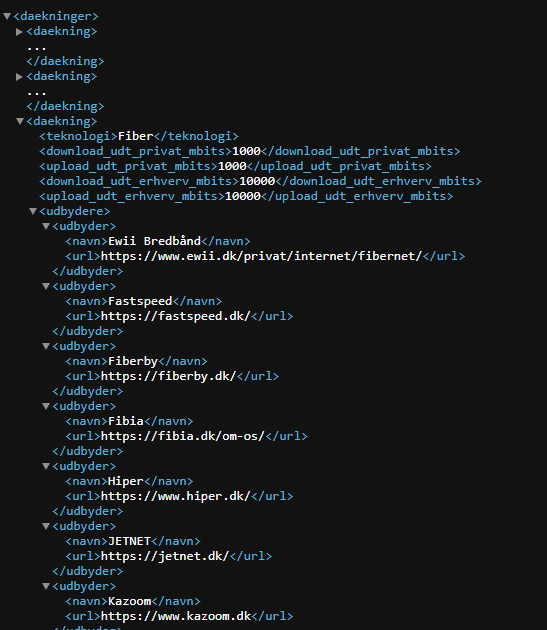 <daekninger>
<daekning>
...
</daekning>
<daekning>
...
</daekning>
<daekning>
<teknologi>Fiber</teknologi>
<download_udt_privat_mbits>1000</download_udt_privat_mbits>
<upload_udt_privat_mbits>1000</upload_udt_privat_mbits>
<download_udt_erhverv_mbits>10000</download_udt_erhverv_mbits>
<upload_udt_erhverv_mbits>10000</upload_udt_erhverv_mbits>
<udbydere>
<udbyder>
<navn>Ewii Bredbånd</navn>
<url>https://www.ewii.dk/privat/internet/fibernet/</url>
</udbyder>
<udbyder>
<navn>Fastspeed</navn>
<url>https://fastspeed.dk/</url>
</udbyder>
<udbyder>
<navn>Fiberby</navn>
<url>https://fiberby.dk/</url>
</udbyder>
<udbyder>
<navn>Fibia</navn>
<url>https://fibia.dk/om-os/</url>
</udbyder>
<udbyder>
<navn>Hiper</navn>
<url>https://www.hiper.dk/</url>
</udbyder>
<udbyder>
<navn>JETNET</navn>
<url>https://jetnet.dk/</url>
</udbyder>
<udbyder>
<navn>Kazoom</navn>
<url>https://www.kazoom.dk</url>